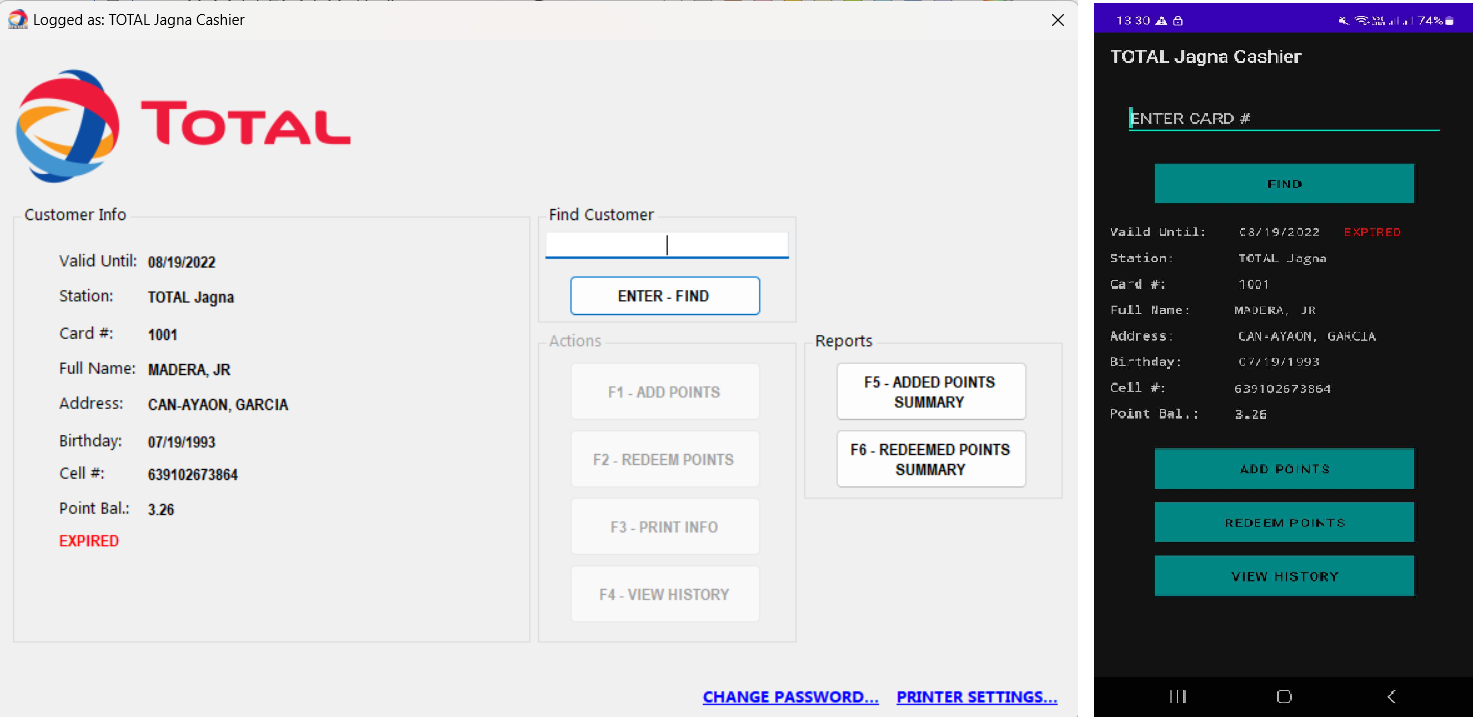 Logged as: TOTAL Jagna Cashier
TOTAL
Customer Info
Valid Until: 08/19/2022
Station: TOTAL Jagna
Card #: 1001
Full Name: MADERA, JR
Address: CAN-AYAON, GARCIA
Birthday: 07/19/1993
Cell #: 639102673864
Point Bal.: 3.26
EXPIRED
Find Customer
ENTER - FIND
Actions
F1 - ADD POINTS
F2 - REDEEM POINTS
F3 - PRINT INFO
F4 - VIEW HISTORY
Reports
F5 - ADDED POINTS
SUMMARY
F6 - REDEEMED POINTS
SUMMARY
CHANGE PASSWORD... PRINTER SETTINGS...
13:30 74%
TOTAL Jagna Cashier
ENTER CARD #
FIND
Vaild Until: 08/19/2022 EXPIRED
Station: TOTAL Jagna
Card #: 1001
Full Name: MADERA, JR
Address: CAN-AYAON, GARCIA
Birthday: 07/19/1993
Cell #: 639102673864
Point Bal.: 3.26
ADD POINTS
REDEEM POINTS
VIEW HISTORY